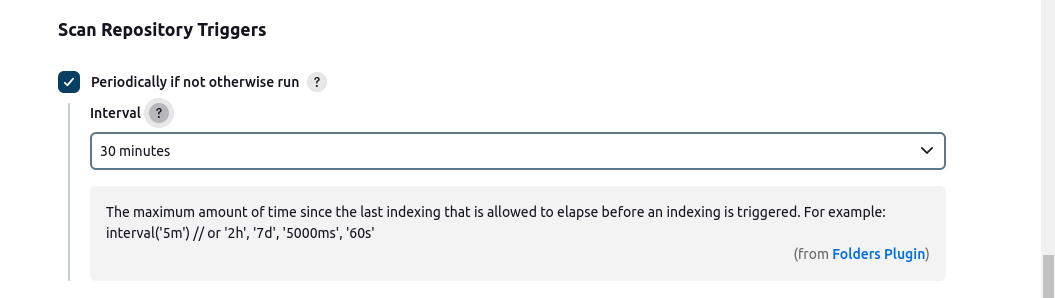 Scan Repository Triggers
Periodically if not otherwise run ?
Interval ?
30 minutes
The maximum amount of time since the last indexing that is allowed to elapse before an indexing is triggered. For example:
interval('5m') // or '2h', '7d', '5000ms', '60s'
(from Folders Plugin)